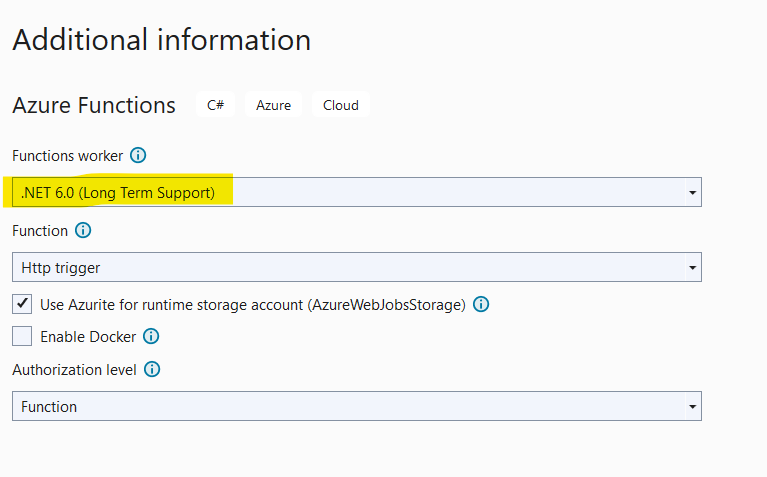 Additional information
Azure Functions C# Azure Cloud
Functions worker
.NET 6.0 (Long Term Support)
Function
Http trigger
Use Azurite for runtime storage account (AzureWebJobsStorage)
Enable Docker
Authorization level
Function